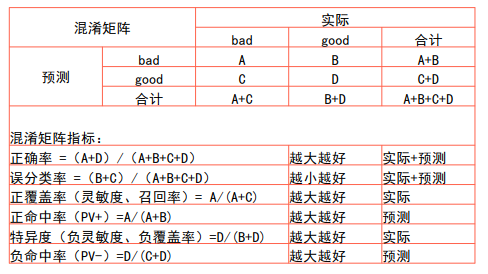 混淆矩阵 实际
bad good 合计
预测 bad A B A+B
good C D C+D
合计 A+C B+D A+B+C+D
混淆矩阵指标：
正确率 =（A+D）/（A+B+C+D） 越大越好 实际+预测
误分类率 =（B+C）/（A+B+C+D） 越小越好 实际+预测
正覆盖率（灵敏度、召回率）= A/(A+C) 越大越好 实际
正命中率（PV+）=A/(A+B) 越大越好 预测
特异度（负灵敏度、负覆盖率）=D/(B+D) 越大越好 实际
负命中率（PV-）=D/(C+D) 越大越好 预测